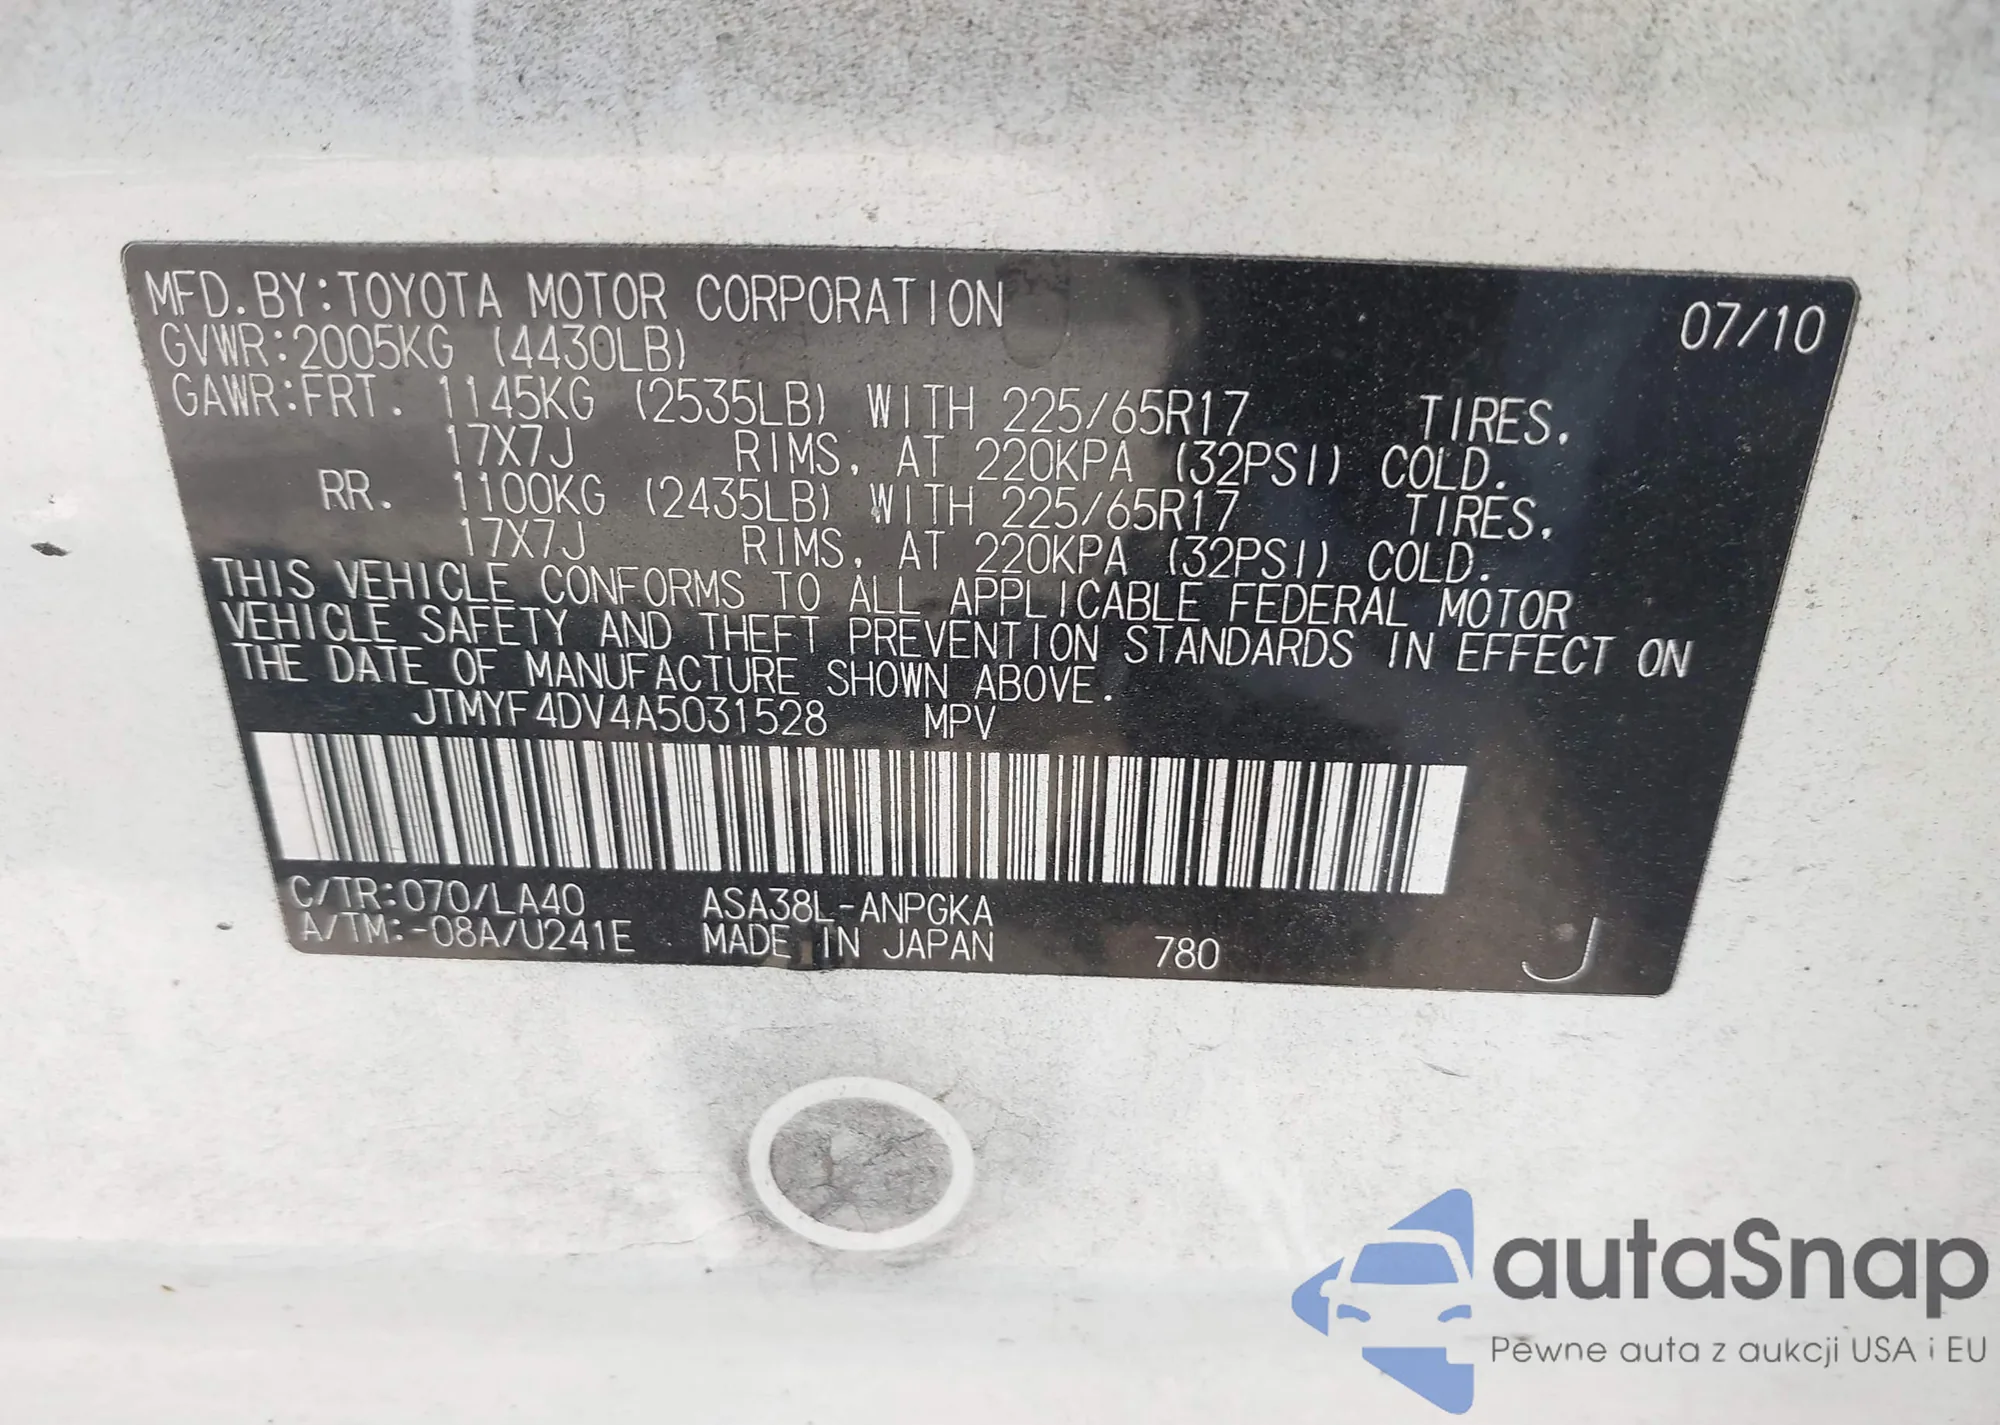 MFD.BY:TOYOTA MOTOR CORPORATION 07/10
GVWR:2005KG (4430LB)
GAWR:FRT. 1145KG (2535LB) WITH 225/65R17 TIRES.
17X7J RIMS, AT 220KPA (32PSI) COLD.
RR. 1100KG (2435LB) WITH 225/65R17 TIRES.
17X7J RIMS, AT 220KPA (32PSI) COLD.
THIS VEHICLE CONFORMS TO ALL APPLICABLE FEDERAL MOTOR
VEHICLE SAFETY AND THEFT PREVENTION STANDARDS IN EFFECT ON
THE DATE OF MANUFACTURE SHOWN ABOVE.
JTMYF4DV4A5031528 MPV
C/TR:070/LA40 ASA38L-ANPGKA
A/TM:-08A/U241E MADE IN JAPAN 780 J
autaSnap
Pewne auta z aukcji USA i EU